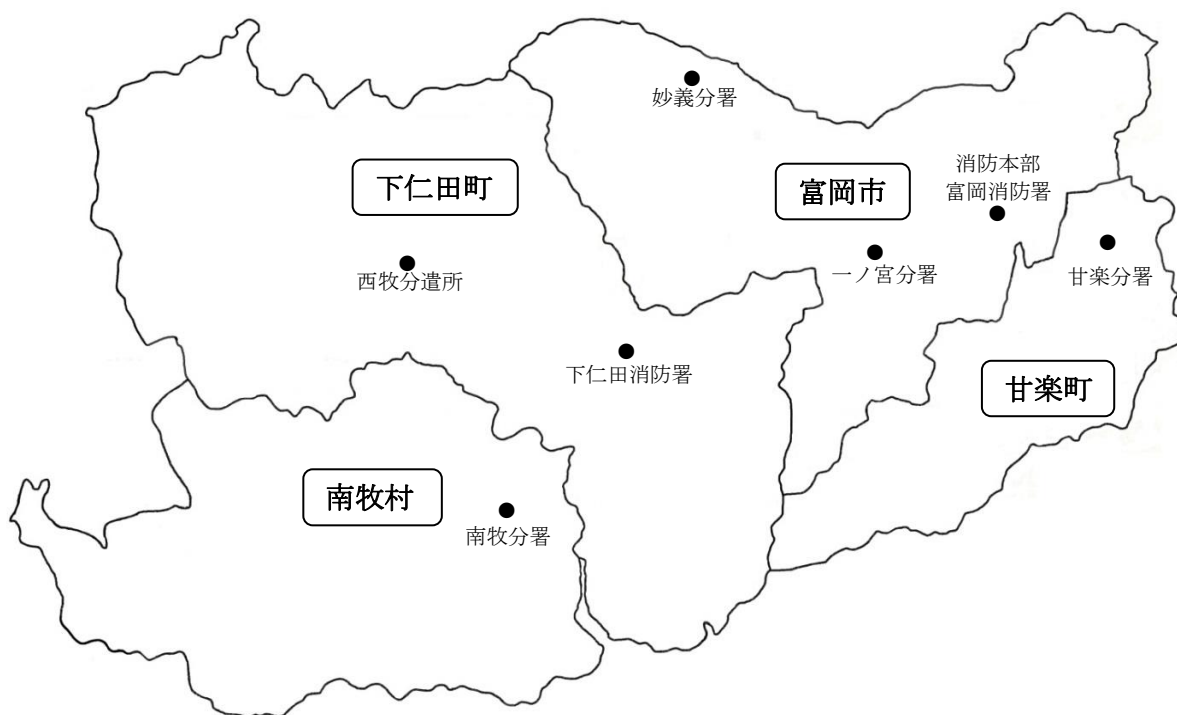 妙義分署
消防本部
富岡消防署
下仁田町
富岡市
西牧分遣所
一ノ宮分署
甘楽分署
下仁田消防署
甘楽町
南牧村
南牧分署